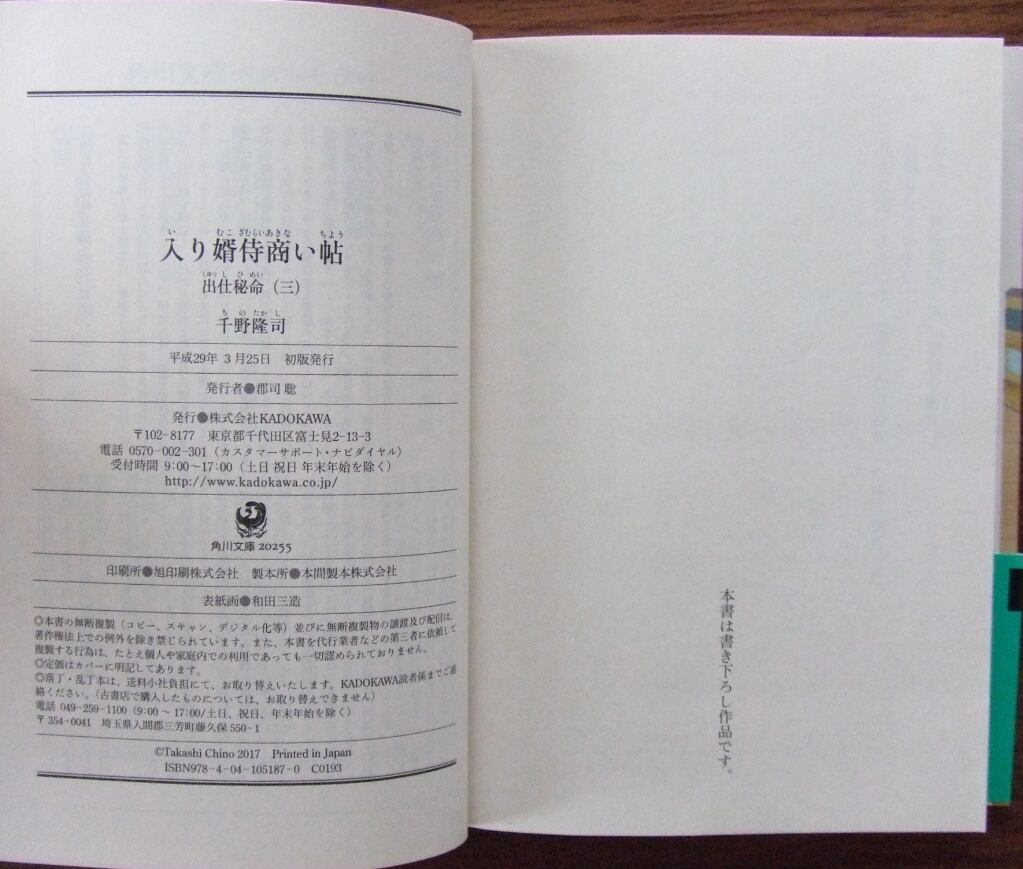 入り婿侍商い帖
出仕秘命（三）
千野隆司
平成29年 3月25日　初版発行
発行者●郡司 聡
発行●株式会社KADOKAWA
〒102-8177　東京都千代田区富士見2-13-3
電話 0570-002-301（カスタマーサポート・ナビダイヤル）
受付時間 9:00〜17:00（土日 祝日 年末年始を除く）
http://www.kadokawa.co.jp/
角川文庫 20255
印刷所●旭印刷株式会社　製本所●本間製本株式会社
表紙画●和田三造
◎本書の無断複製（コピー、スキャン、デジタル化等）並びに無断複製物の譲渡及び配信は、
著作権法上での例外を除き禁じられています。また、本書を代行業者などの第三者に依頼して
複製する行為は、たとえ個人や家庭内での利用であっても一切認められておりません。
◎定価はカバーに明記してあります。
◎落丁・乱丁本は、送料小社負担にて、お取り替えいたします。KADOKAWA読者係までご連
絡ください。（古書店で購入したものについては、お取り替えできません）
電話 049-259-1100（9:00 〜 17:00/土日、祝日、年末年始を除く）
〒354-0041　埼玉県入間郡三芳町藤久保 550-1
©Takashi Chino 2017　Printed in Japan
ISBN978-4-04-105187-0　C0193
本書は書き下ろし作品です。